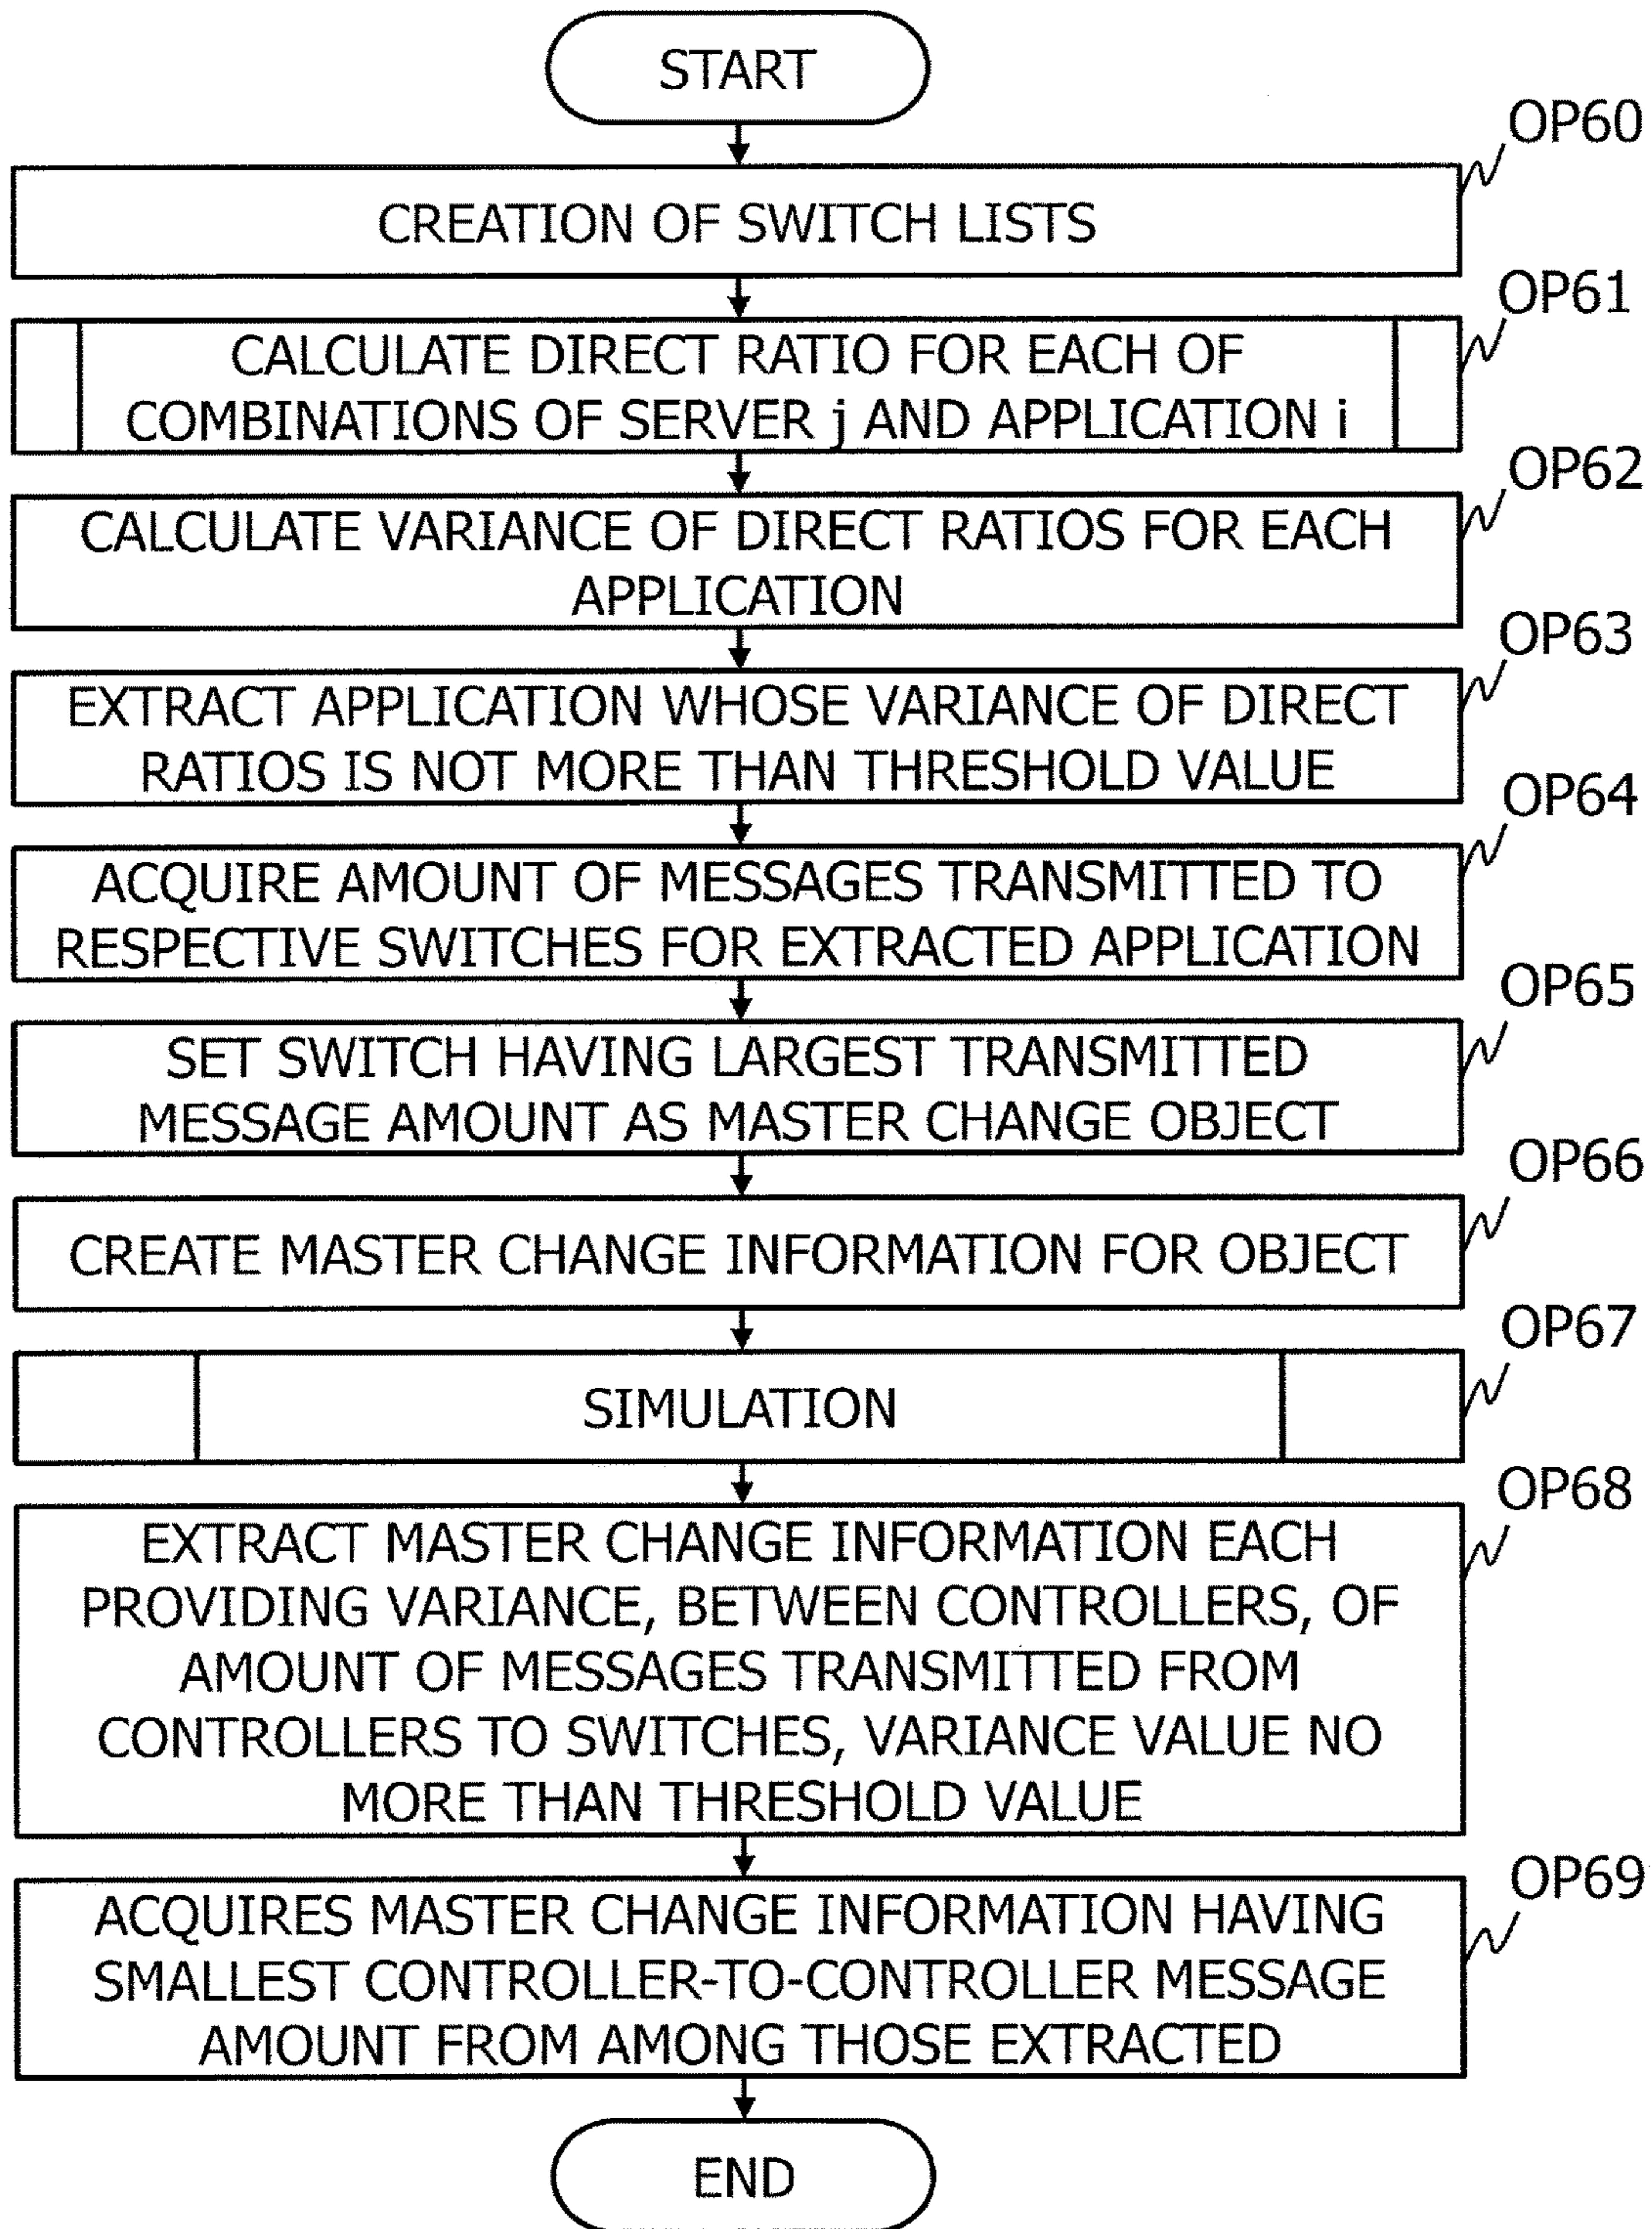 START
OP60
CREATION OF SWITCH LISTS
OP61
CALCULATE DIRECT RATIO FOR EACH OF
COMBINATIONS OF SERVER j AND APPLICATION i
OP62
CALCULATE VARIANCE OF DIRECT RATIOS FOR EACH
APPLICATION
OP63
EXTRACT APPLICATION WHOSE VARIANCE OF DIRECT
RATIOS IS NOT MORE THAN THRESHOLD VALUE
OP64
ACQUIRE AMOUNT OF MESSAGES TRANSMITTED TO
RESPECTIVE SWITCHES FOR EXTRACTED APPLICATION
OP65
SET SWITCH HAVING LARGEST TRANSMITTED
MESSAGE AMOUNT AS MASTER CHANGE OBJECT
OP66
CREATE MASTER CHANGE INFORMATION FOR OBJECT
OP67
SIMULATION
OP68
EXTRACT MASTER CHANGE INFORMATION EACH
PROVIDING VARIANCE, BETWEEN CONTROLLERS, OF
AMOUNT OF MESSAGES TRANSMITTED FROM
CONTROLLERS TO SWITCHES, VARIANCE VALUE NO
MORE THAN THRESHOLD VALUE
OP69
ACQUIRES MASTER CHANGE INFORMATION HAVING
SMALLEST CONTROLLER-TO-CONTROLLER MESSAGE
AMOUNT FROM AMONG THOSE EXTRACTED
END